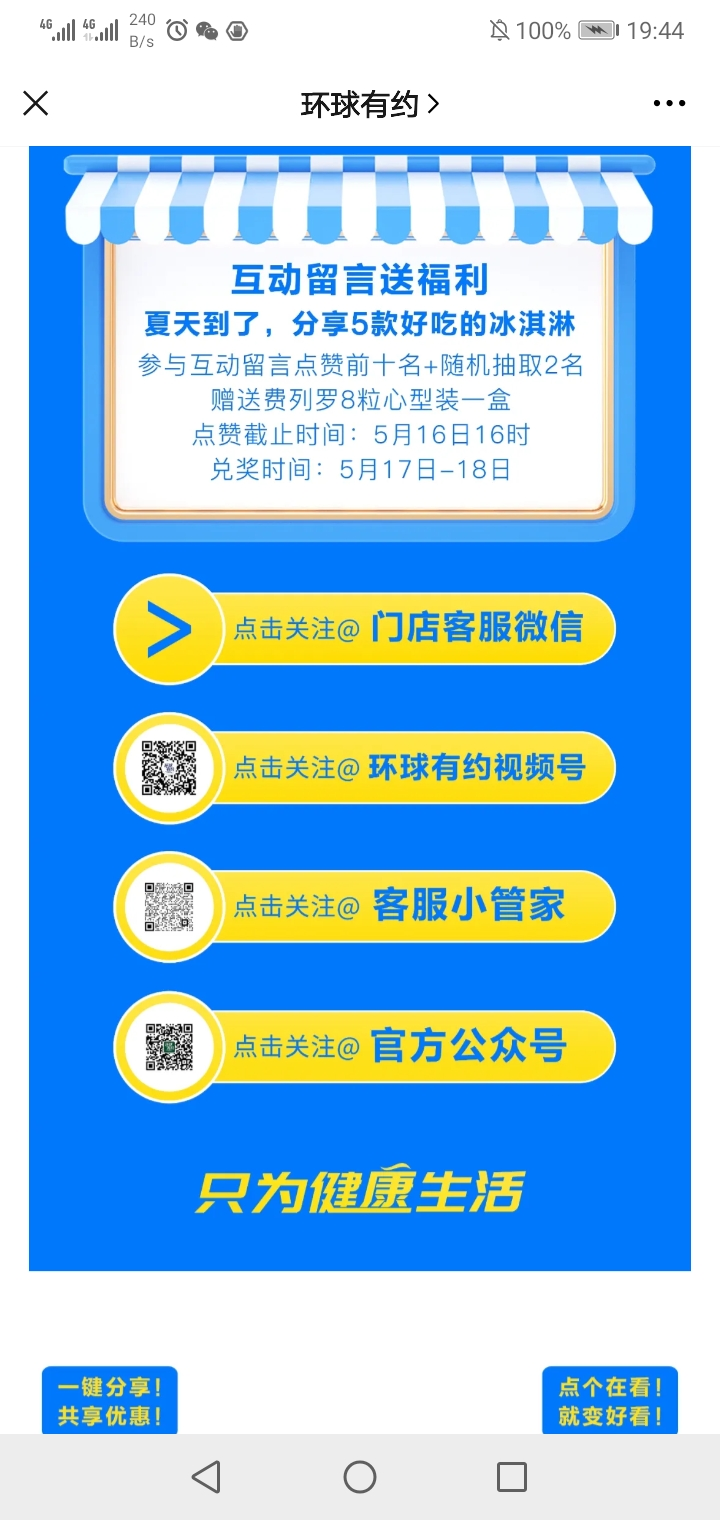 4G 4G 240 B/s 100% 19:44
环球有约
互动留言送福利
夏天到了，分享5款好吃的冰淇淋
参与互动留言点赞前十名+随机抽取2名
赠送费列罗8粒心型装一盒
点赞截止时间：5月16日16时
兑奖时间：5月17日-18日
点击关注@ 门店客服微信
点击关注@ 环球有约视频号
点击关注@ 客服小管家
点击关注@ 官方公众号
只为健康生活
一键分享！
共享优惠！
点个在看！
就变好看！